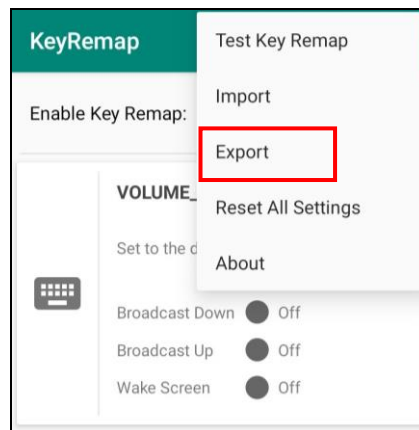 KeyRemap
Test Key Remap
Import
Enable Key Remap:
Export
VOLUME_
Reset All Settings
Set to the d
About
Broadcast Down Off
Broadcast Up Off
Wake Screen Off